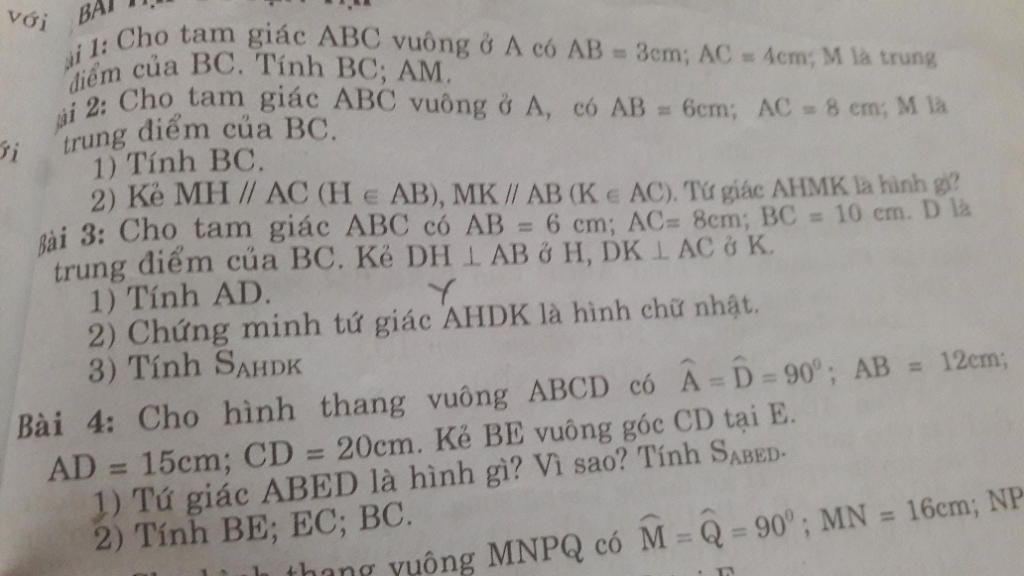 với
BÀI
ài 1: Cho tam giác ABC vuông ở A có AB = 3cm; AC = 4cm; M là trung
điểm của BC. Tính BC; AM.
ài 2: Cho tam giác ABC vuông ở A, có AB = 6cm; AC = 8 cm; M là
ới
trung điểm của BC.
1) Tính BC.
2) Kẻ MH // AC (H ∈ AB), MK // AB (K ∈ AC). Tứ giác AHMK là hình gì?
Bài 3: Cho tam giác ABC có AB = 6 cm; AC= 8cm; BC = 10 cm. D là
trung điểm của BC. Kẻ DH ⊥ AB ở H, DK ⊥ AC ở K.
1) Tính AD.
2) Chứng minh tứ giác AHDK là hình chữ nhật.
3) Tính S_AHDK
Bài 4: Cho hình thang vuông ABCD có Â = D̂ = 90⁰; AB = 12cm;
AD = 15cm; CD = 20cm. Kẻ BE vuông góc CD tại E.
1) Tứ giác ABED là hình gì? Vì sao? Tính S_ABED.
2) Tính BE; EC; BC.
hình thang vuông MNPQ có M̂ = Q̂ = 90⁰; MN = 16cm; NP